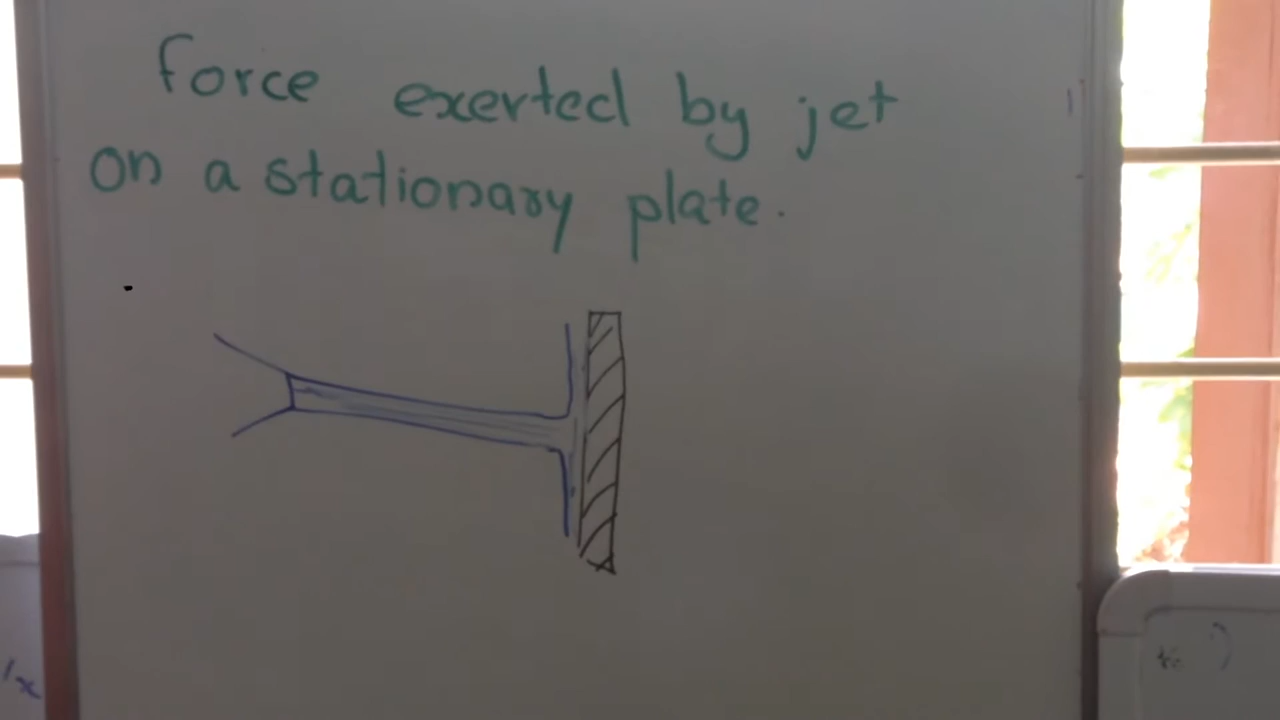 force exerted by jet
on a stationary plate.